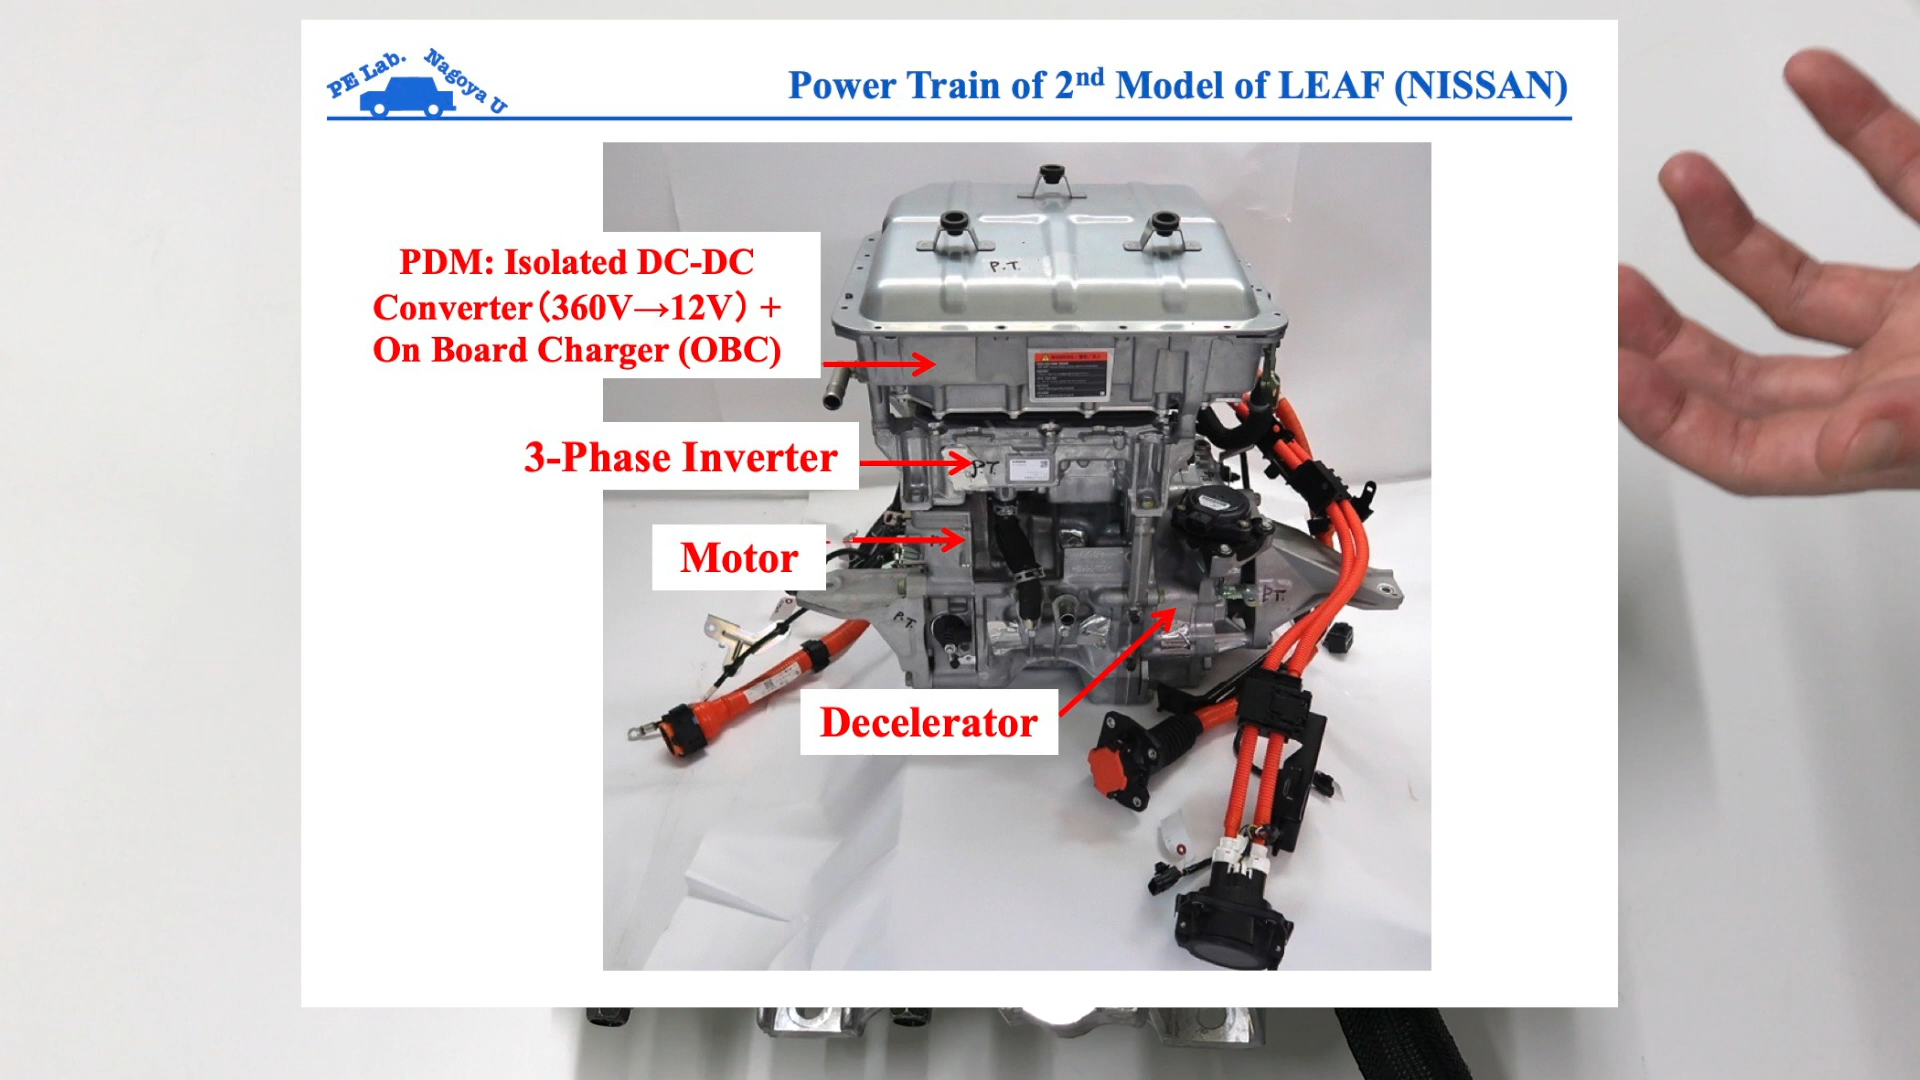 PE Lab. Nagoya U
Power Train of 2nd Model of LEAF (NISSAN)
PDM: Isolated DC-DC
Converter（360V→12V）+
On Board Charger (OBC)
3-Phase Inverter
Motor
Decelerator
P.T.
P.T.
P.T.
P.T.